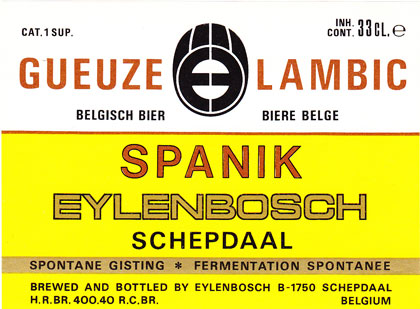 CAT. 1 SUP.
INH. CONT. 33 CL. e
GUEUZE LAMBIC
BELGISCH BIER BIERE BELGE
SPANIK
EYLENBOSCH
SCHEPDAAL
SPONTANE GISTING * FERMENTATION SPONTANEE
BREWED AND BOTTLED BY EYLENBOSCH B-1750 SCHEPDAAL
H.R.BR. 400.40 R.C.BR. BELGIUM